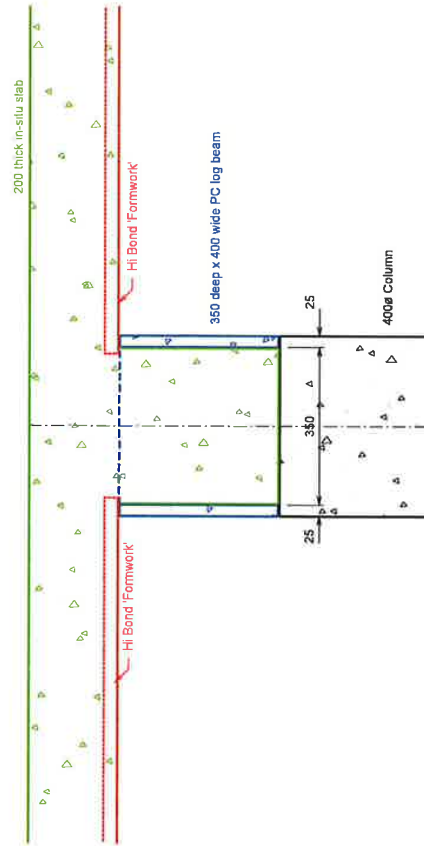 200 thick in-situ slab
Hi Bond 'Formwork'
Hi Bond 'Formwork'
350 deep x 400 wide PC log beam
25
350
25
400ø Column